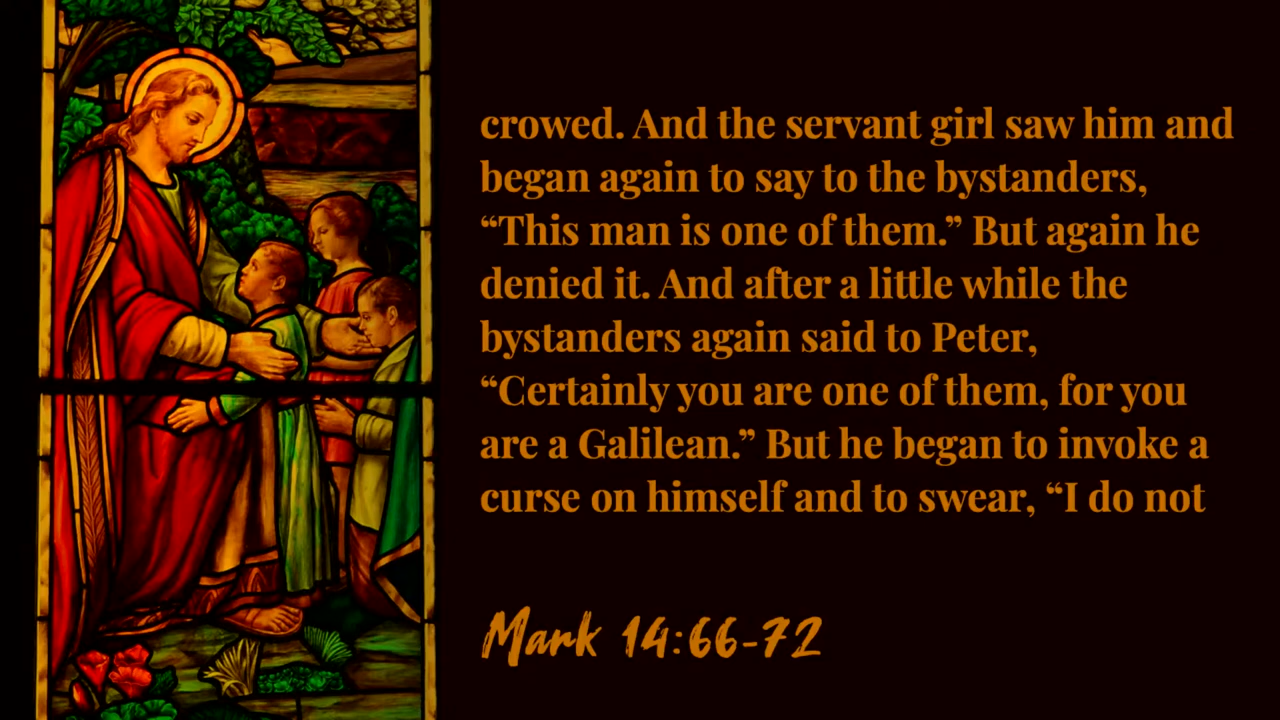 crowed. And the servant girl saw him and
began again to say to the bystanders,
“This man is one of them.” But again he
denied it. And after a little while the
bystanders again said to Peter,
“Certainly you are one of them, for you
are a Galilean.” But he began to invoke a
curse on himself and to swear, “I do not
Mark 14:66-72